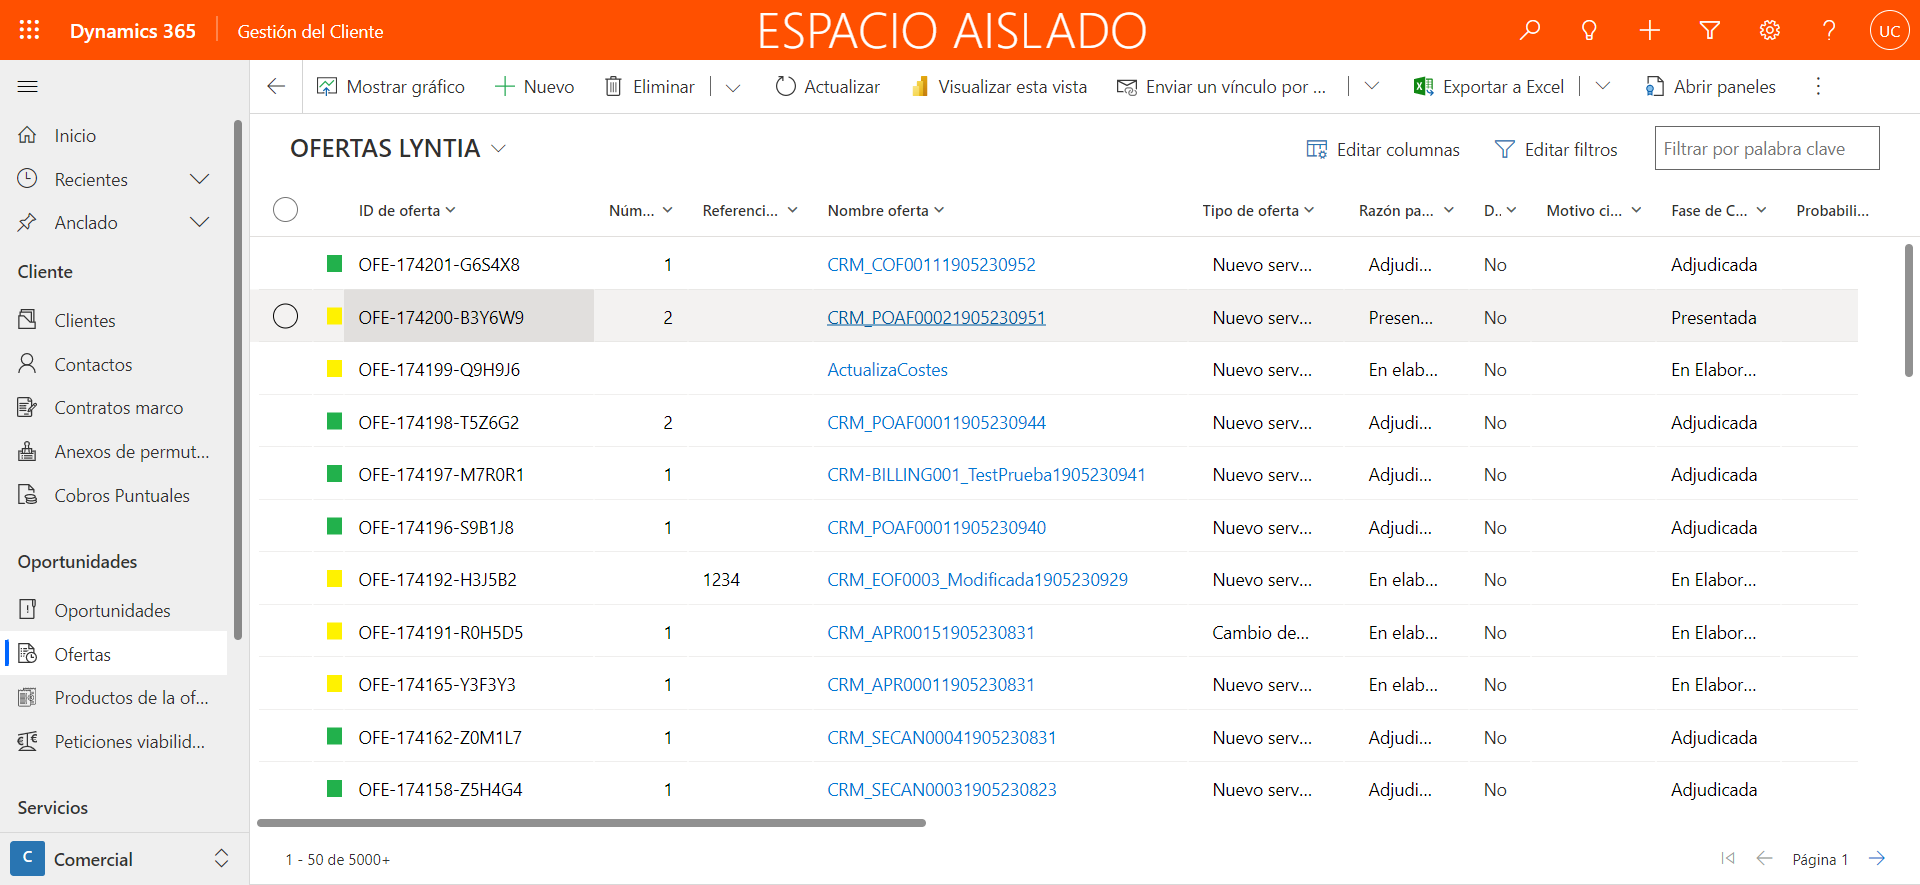 Dynamics 365 Gestión del Cliente ESPACIO AISLADO UC
Mostrar gráfico Nuevo Eliminar Actualizar Visualizar esta vista Enviar un vínculo por ... Exportar a Excel Abrir paneles
Inicio
Recientes
Anclado
Cliente
Clientes
Contactos
Contratos marco
Anexos de permut...
Cobros Puntuales
Oportunidades
Oportunidades
Ofertas
Productos de la of...
Peticiones viabilid...
Servicios
C Comercial
OFERTAS LYNTIA Editar columnas Editar filtros Filtrar por palabra clave
ID de oferta Núm... Referenci... Nombre oferta Tipo de oferta Razón pa... D.. Motivo ci... Fase de C... Probabili...
OFE-174201-G6S4X8 1 CRM_COF00111905230952 Nuevo serv... Adjudi... No Adjudicada
OFE-174200-B3Y6W9 2 CRM_POAF00021905230951 Nuevo serv... Presen... No Presentada
OFE-174199-Q9H9J6 ActualizaCostes Nuevo serv... En elab... No En Elabor...
OFE-174198-T5Z6G2 2 CRM_POAF00011905230944 Nuevo serv... Adjudi... No Adjudicada
OFE-174197-M7R0R1 1 CRM-BILLING001_TestPrueba1905230941 Nuevo serv... Adjudi... No Adjudicada
OFE-174196-S9B1J8 1 CRM_POAF00011905230940 Nuevo serv... Adjudi... No Adjudicada
OFE-174192-H3J5B2 1234 CRM_EOF0003_Modificada1905230929 Nuevo serv... En elab... No En Elabor...
OFE-174191-R0H5D5 1 CRM_APR00151905230831 Cambio de... En elab... No En Elabor...
OFE-174165-Y3F3Y3 1 CRM_APR00011905230831 Nuevo serv... En elab... No En Elabor...
OFE-174162-Z0M1L7 1 CRM_SECAN00041905230831 Nuevo serv... Adjudi... No Adjudicada
OFE-174158-Z5H4G4 1 CRM_SECAN00031905230823 Nuevo serv... Adjudi... No Adjudicada
1 - 50 de 5000+ Página 1